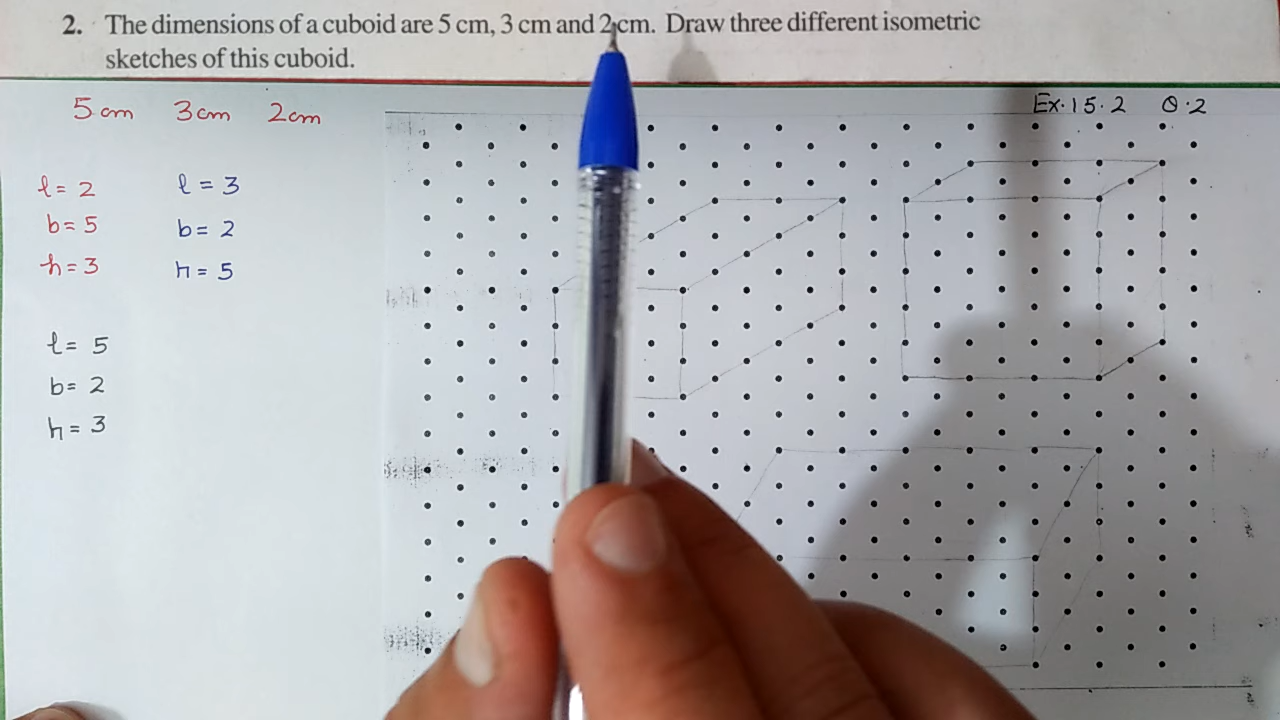 2. The dimensions of a cuboid are 5 cm, 3 cm and 2 cm. Draw three different isometric
sketches of this cuboid.
Ex.15.2 Q.2
5 cm 3 cm 2 cm
l = 2 l = 3
b = 5 b = 2
h = 3 h = 5
l = 5
b = 2
h = 3